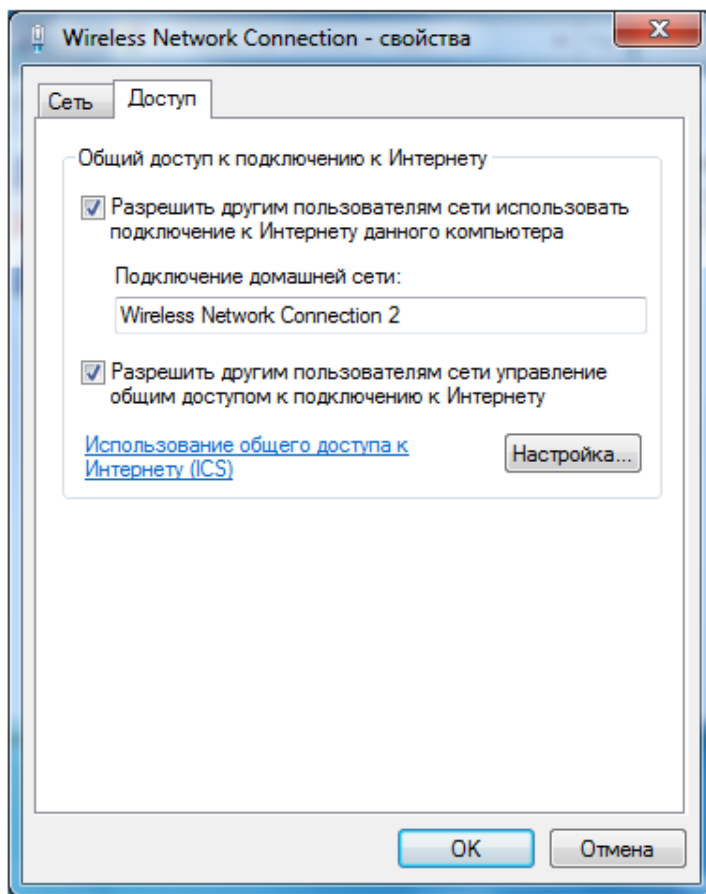 Wireless Network Connection - свойства
Сеть
Доступ
Общий доступ к подключению к Интернету
Разрешить другим пользователям сети использовать
подключение к Интернету данного компьютера
Подключение домашней сети:
Wireless Network Connection 2
Разрешить другим пользователям сети управление
общим доступом к подключению к Интернету
Использование общего доступа к
Интернету (ICS)
Настройка...
OK
Отмена